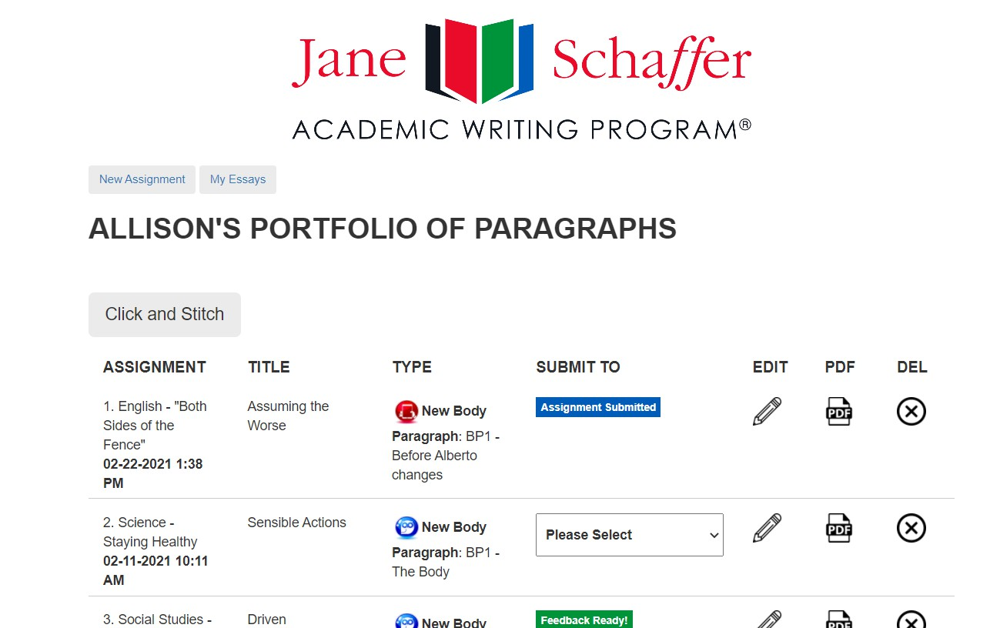 Jane Schaffer
ACADEMIC WRITING PROGRAM®
New Assignment My Essays
ALLISON'S PORTFOLIO OF PARAGRAPHS
Click and Stitch
ASSIGNMENT TITLE TYPE SUBMIT TO EDIT PDF DEL
1. English - "Both Assuming the New Body Assignment Submitted PDF
Sides of the Worse Paragraph: BP1 -
Fence" Before Alberto
02-22-2021 1:38 changes
PM
2. Science - Sensible Actions New Body Please Select PDF
Staying Healthy Paragraph: BP1 -
02-11-2021 10:11 The Body
AM
3. Social Studies - Driven New Body Feedback Ready! PDF